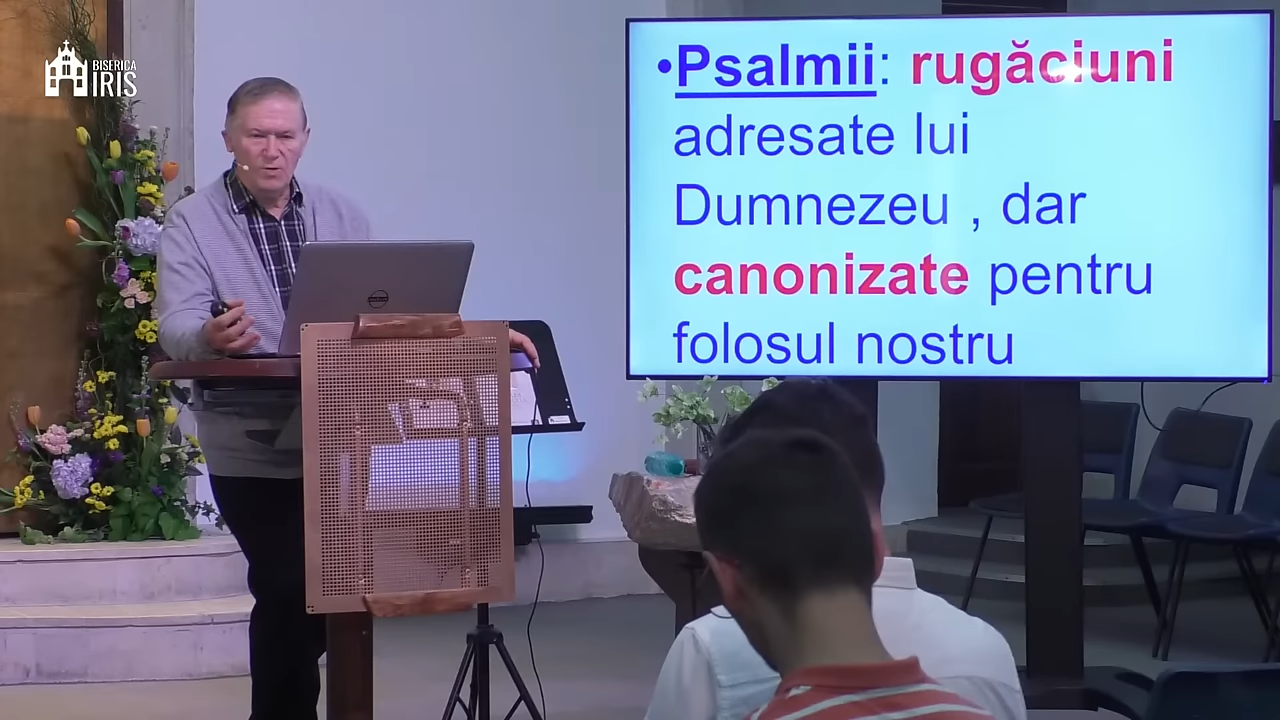 BISERICA
IRIS
•Psalmii: rugăciuni
adresate lui
Dumnezeu , dar
canonizate pentru
folosul nostru